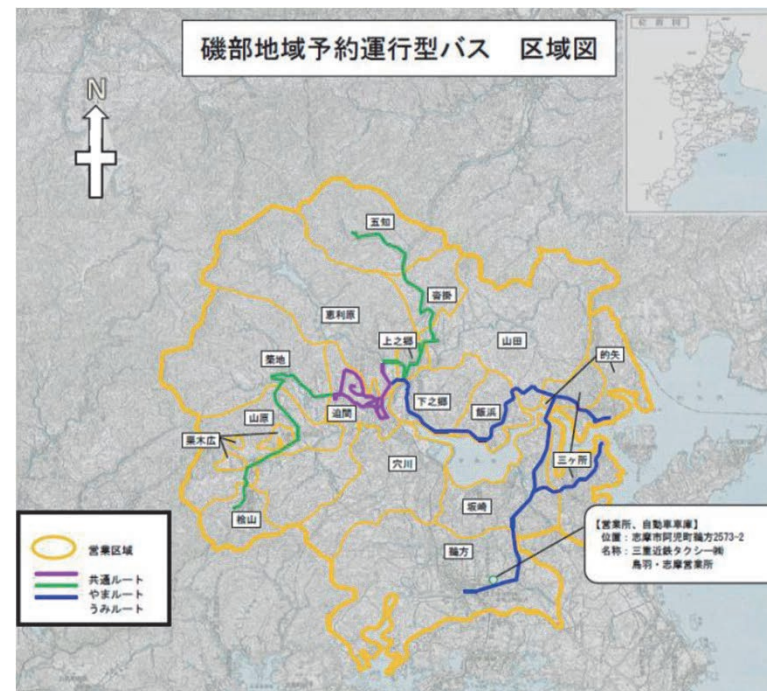 磯部地域予約運行型バス 区域図
位置図
N
五知
沓掛
恵利原
上之郷
山田
的矢
築地
下之郷
飯浜
山原
迫間
栗木広
穴川
三ケ所
坂崎
桧山
鵜方
【営業所、自動車車庫】
位置:志摩市阿児町鵜方2573-2
名称:三重近鉄タクシー㈱
鳥羽・志摩営業所
営業区域
共通ルート
やまルート
うみルート